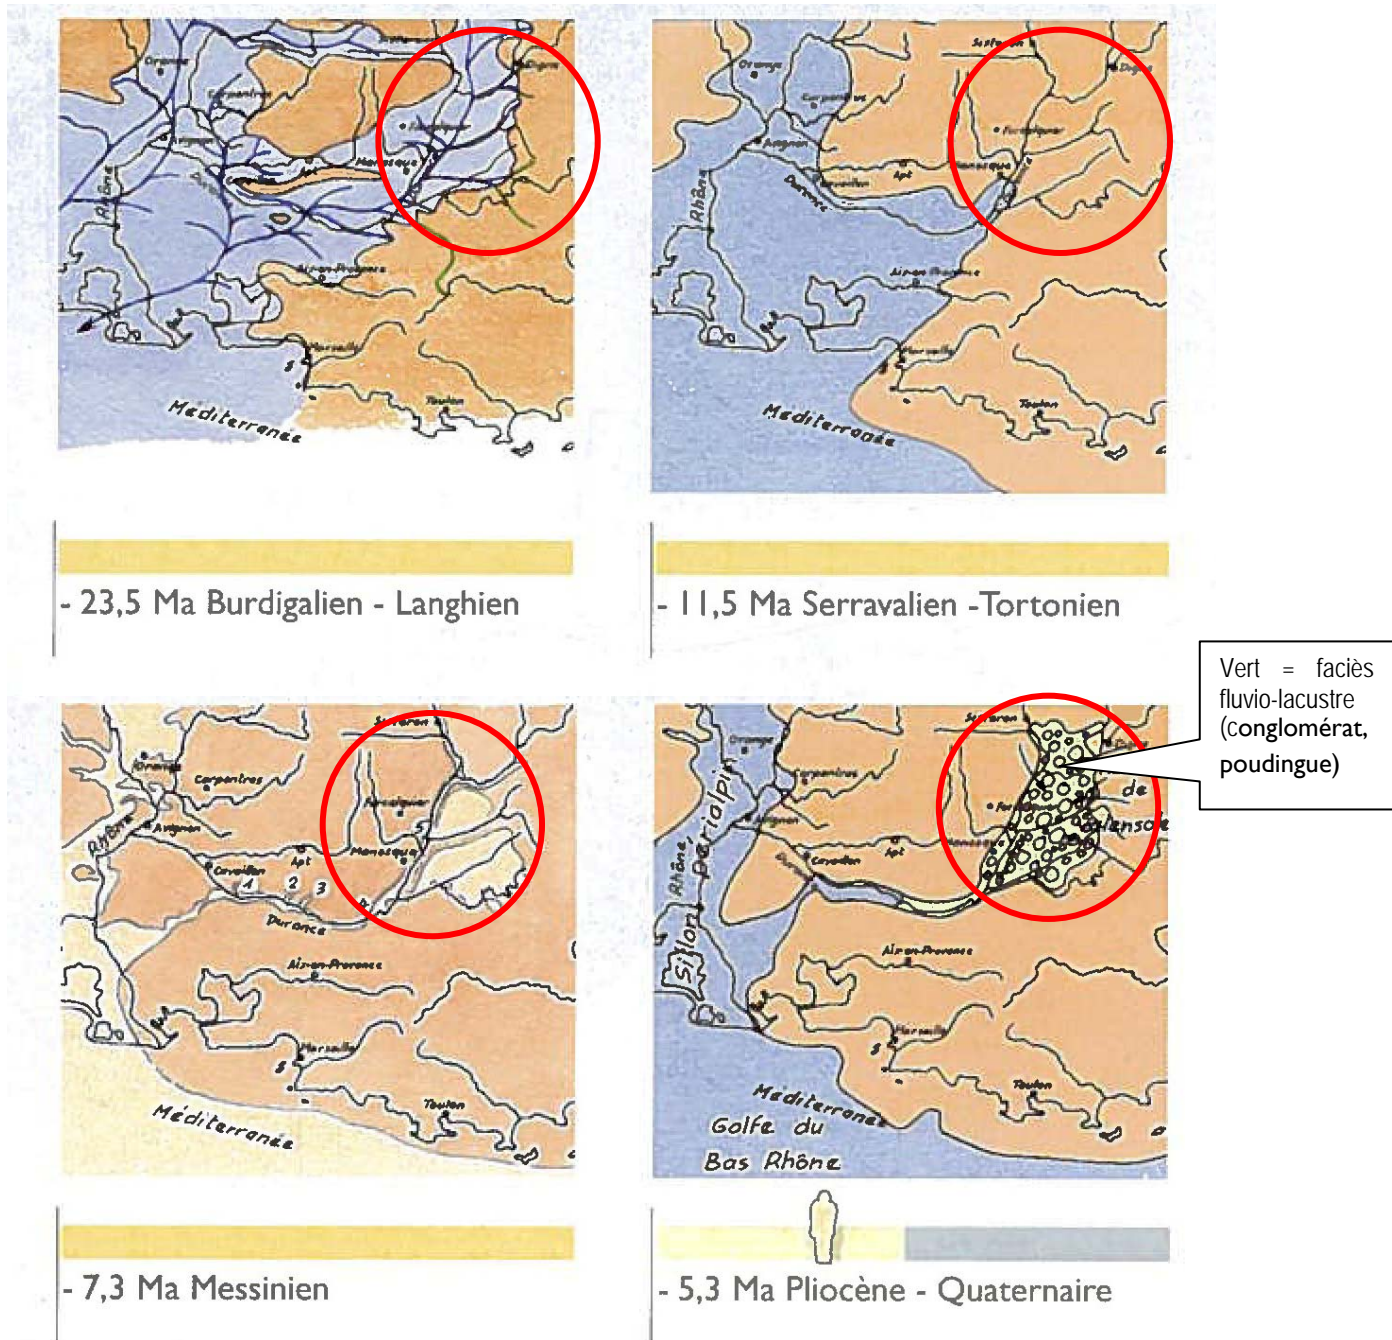 Orange
Carpentras
Avignon
Digne
Forcalquier
Manosque
Apt
Rhône
Aix-en-Provence
Marseille
Toulon
Méditerranée
- 23,5 Ma Burdigalien - Langhien
Sisteron
Digne
Orange
Carpentras
Forcalquier
Avignon
Manosque
Cavaillon
Apt
Durance
Rhône
Aix-en-Provence
Marseille
Toulon
Méditerranée
- 11,5 Ma Serravalien -Tortonien
Sisteron
Orange
Carpentras
Forcalquier
Rhône
Avignon
Apt
Manosque
Cavaillon
1
2
3
Durance
Aix-en-Provence
Marseille
Toulon
Méditerranée
- 7,3 Ma Messinien
Vert = faciès
fluvio-lacustre
(conglomérat,
poudingue)
Sisteron
Digne
Orange
de
Carpentras
Avignon
Apt
Cavaillon
Durance
Rhône
Sillon périalpin
Aix-en-Provence
Marseille
Toulon
Méditerranée
Golfe du
Bas Rhône
- 5,3 Ma Pliocène - Quaternaire